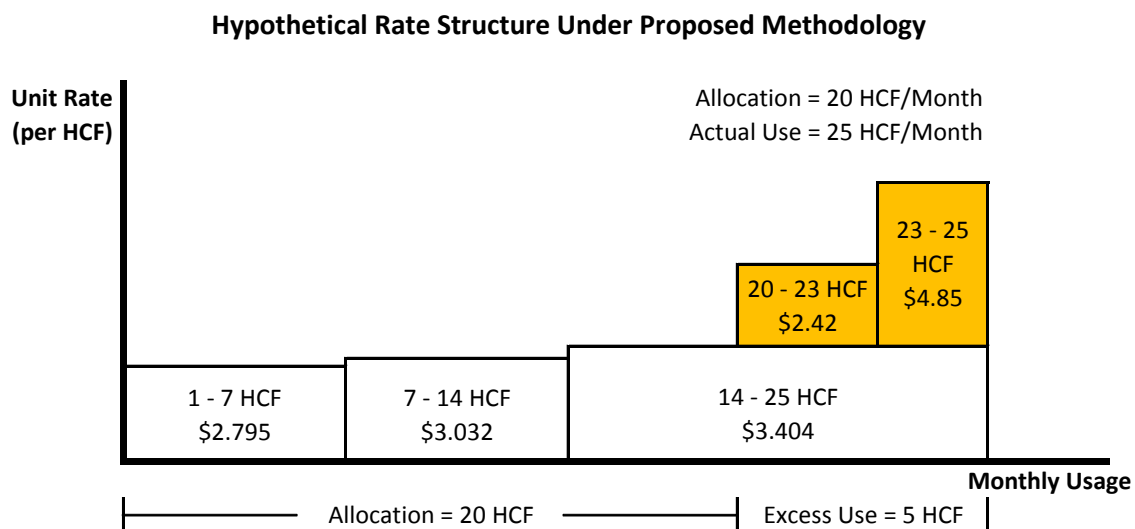 Hypothetical Rate Structure Under Proposed Methodology
Unit Rate
(per HCF)
Allocation = 20 HCF/Month
Actual Use = 25 HCF/Month
23 - 25
HCF
$4.85
20 - 23 HCF
$2.42
1 - 7 HCF
$2.795
7 - 14 HCF
$3.032
14 - 25 HCF
$3.404
Monthly Usage
Allocation = 20 HCF
Excess Use = 5 HCF